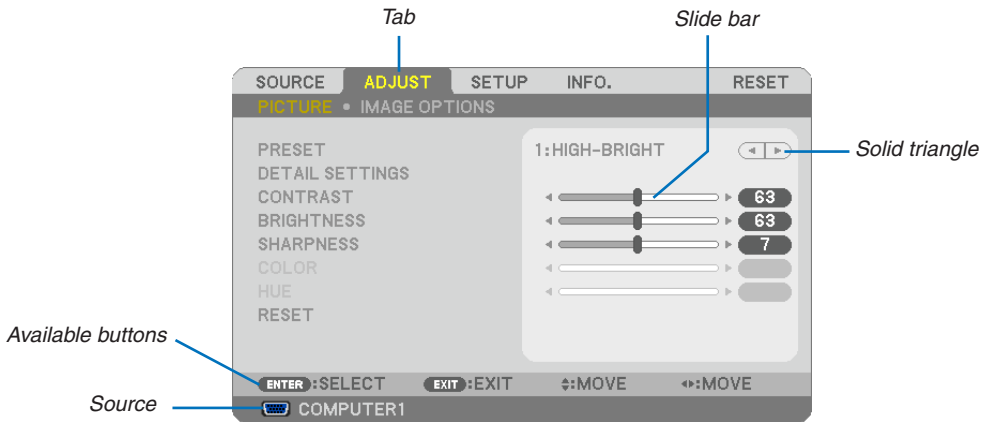 Tab
Slide bar
SOURCE ADJUST SETUP INFO. RESET
PICTURE • IMAGE OPTIONS
PRESET 1:HIGH-BRIGHT
Solid triangle
DETAIL SETTINGS
CONTRAST 63
BRIGHTNESS 63
SHARPNESS 7
COLOR
HUE
RESET
Available buttons
ENTER :SELECT EXIT :EXIT :MOVE :MOVE
Source
COMPUTER1